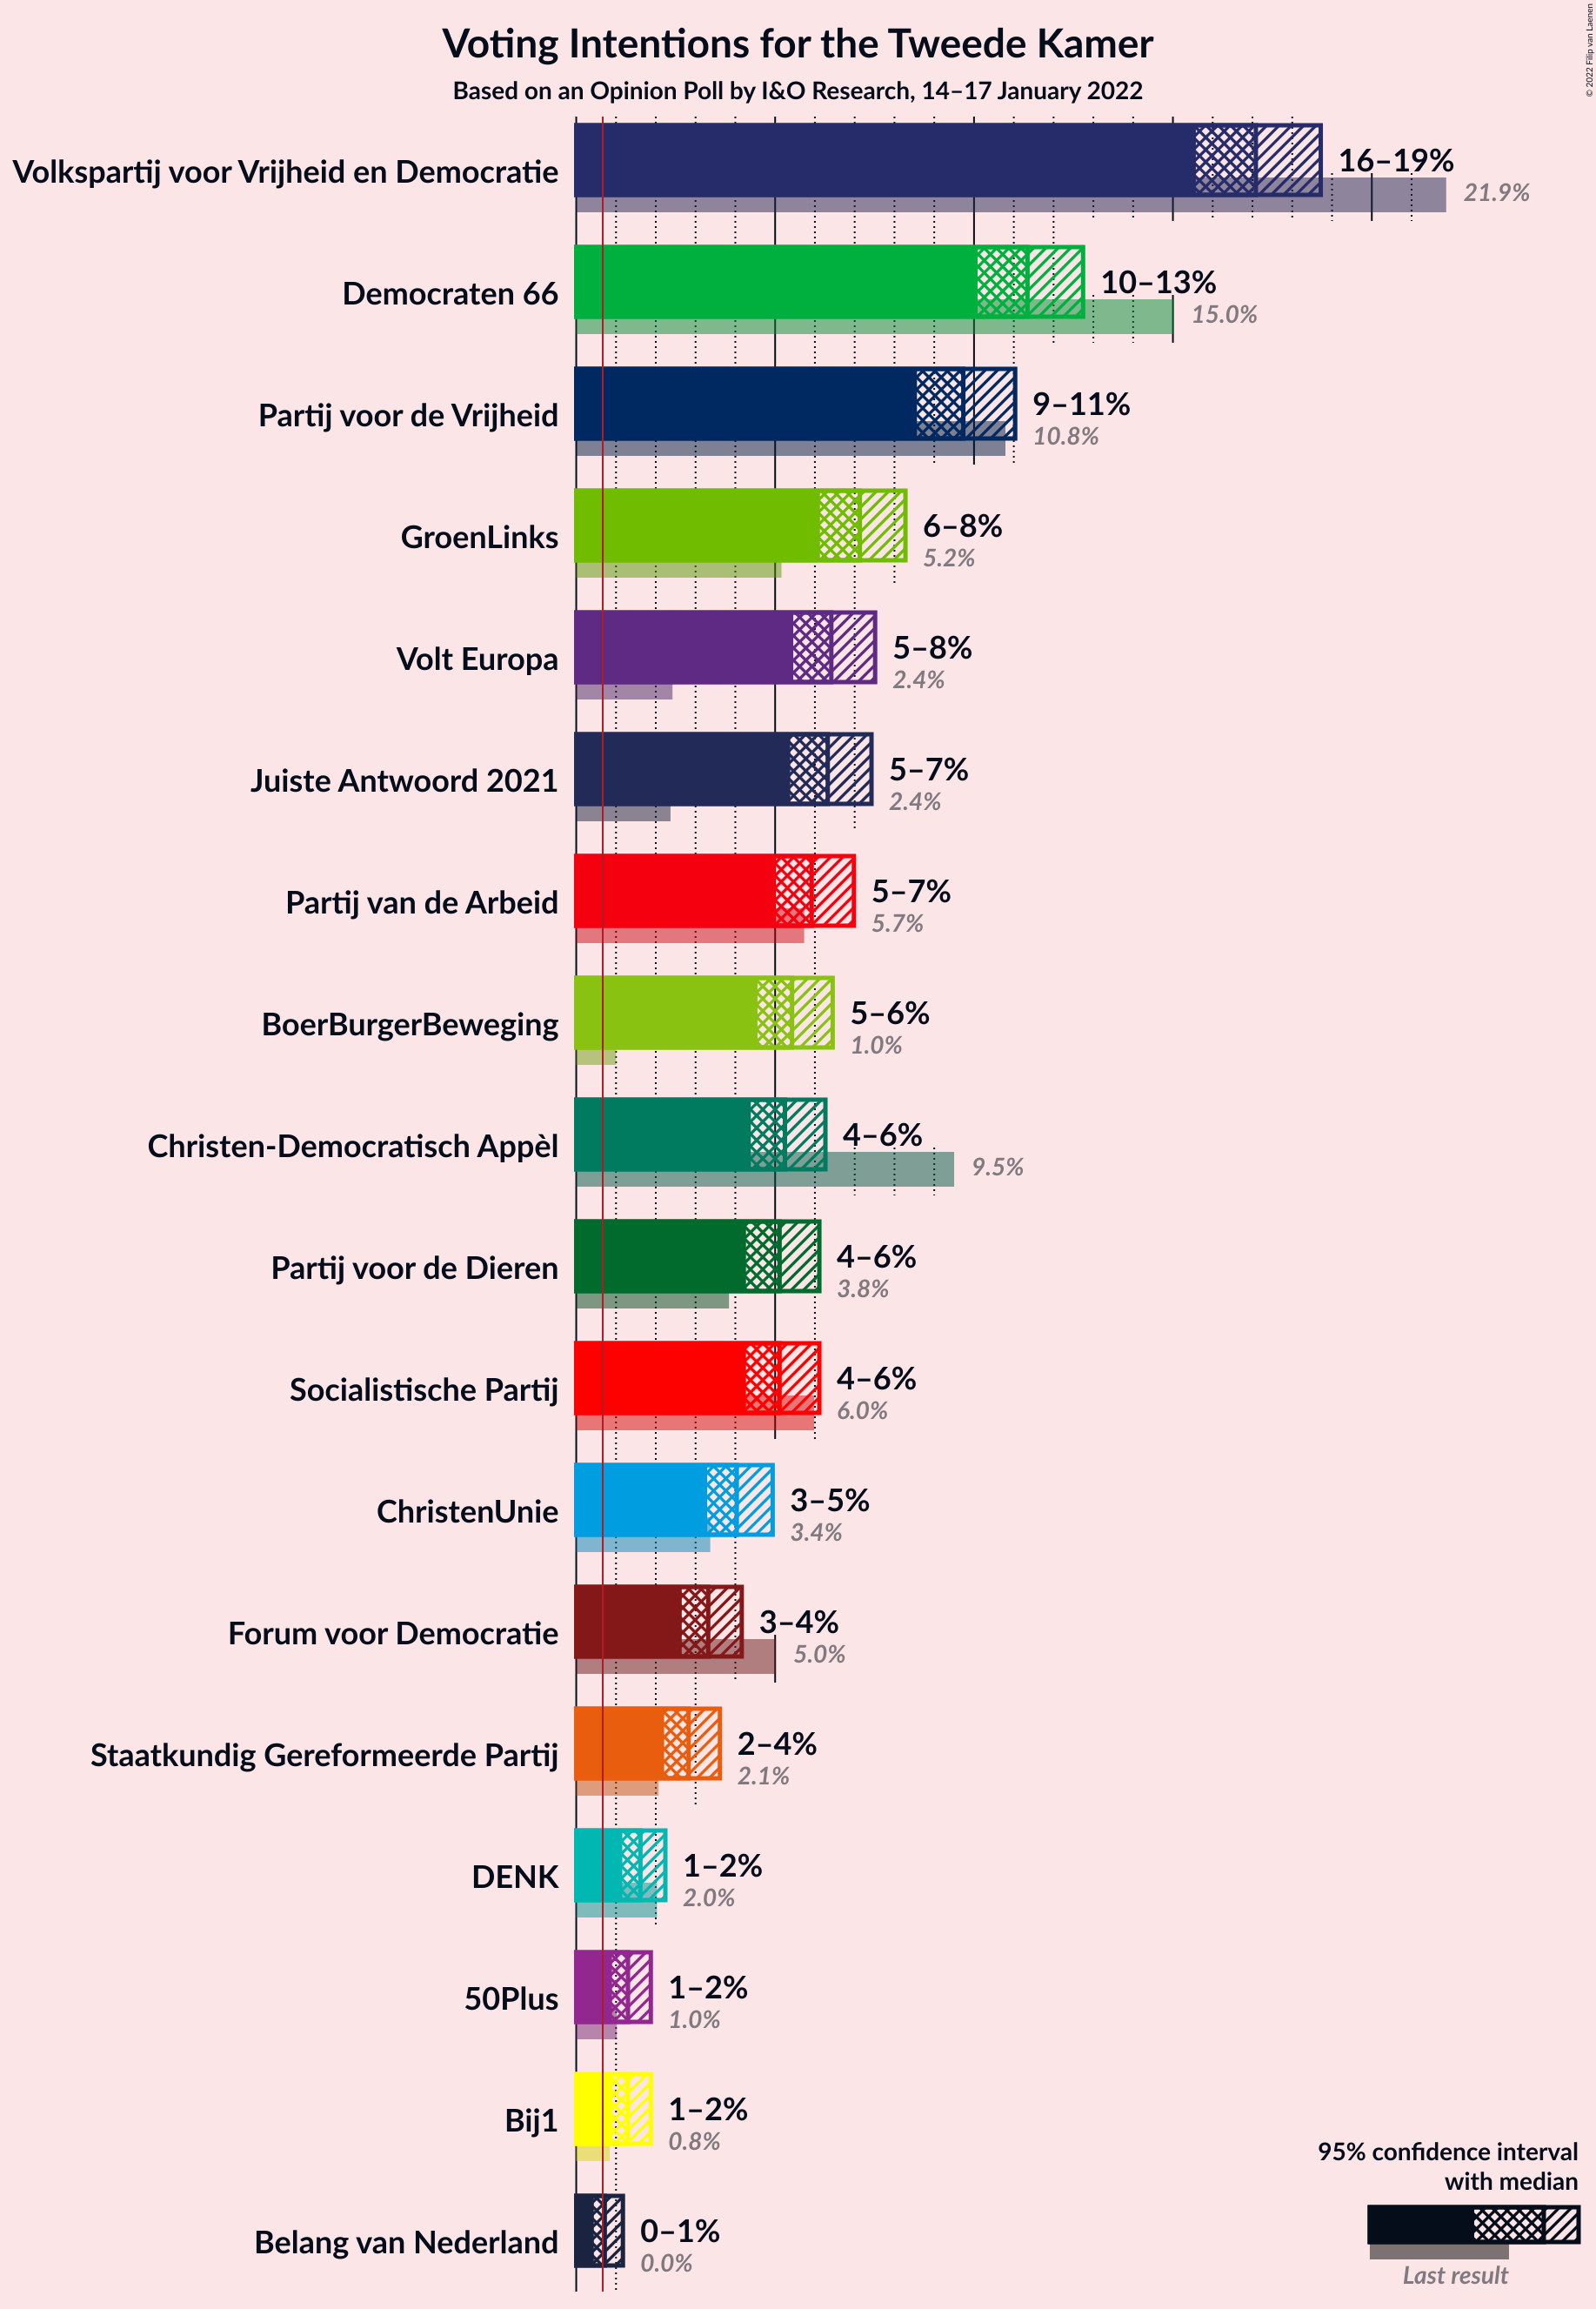 Voting Intentions for the Tweede Kamer
Based on an Opinion Poll by I&O Research, 14–17 January 2022
© 2022 Filip van Laenen
Volkspartij voor Vrijheid en Democratie
16–19%
21.9%
Democraten 66
10–13%
15.0%
Partij voor de Vrijheid
9–11%
10.8%
GroenLinks
6–8%
5.2%
Volt Europa
5–8%
2.4%
Juiste Antwoord 2021
5–7%
2.4%
Partij van de Arbeid
5–7%
5.7%
BoerBurgerBeweging
5–6%
1.0%
Christen-Democratisch Appèl
4–6%
9.5%
Partij voor de Dieren
4–6%
3.8%
Socialistische Partij
4–6%
6.0%
ChristenUnie
3–5%
3.4%
Forum voor Democratie
3–4%
5.0%
Staatkundig Gereformeerde Partij
2–4%
2.1%
DENK
1–2%
2.0%
50Plus
1–2%
1.0%
Bij1
1–2%
0.8%
Belang van Nederland
0–1%
0.0%
95% confidence interval
with median
Last result